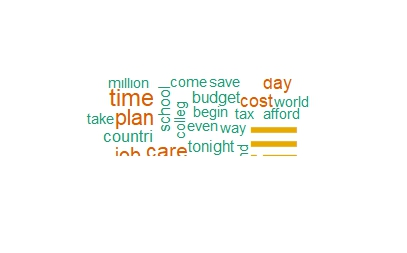 million come save day
time school budget cost world
take plan colleg begin tax afford
countri even way
job care tonight